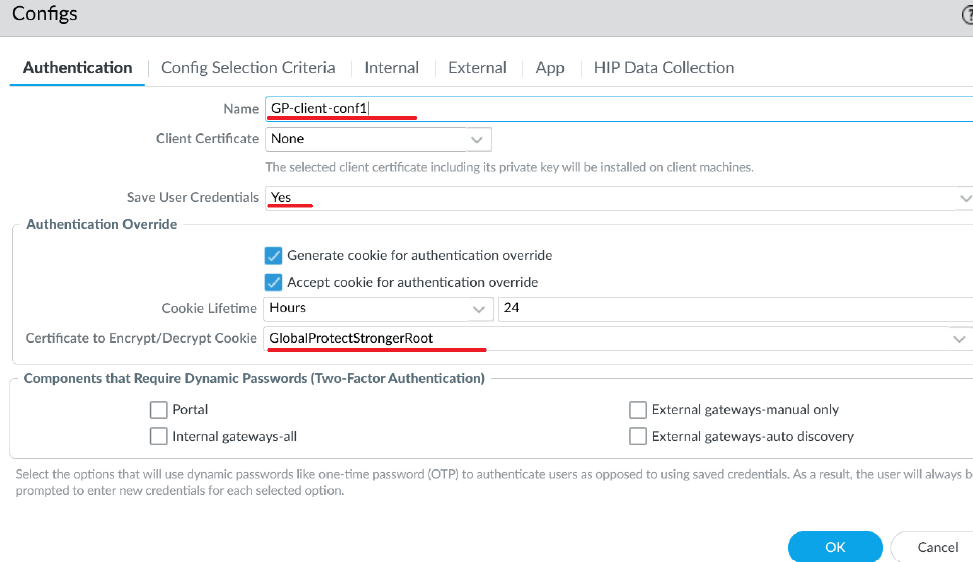 Configs
Authentication Config Selection Criteria Internal External App HIP Data Collection
Name GP-client-conf1
Client Certificate None
The selected client certificate including its private key will be installed on client machines.
Save User Credentials Yes
Authentication Override
Generate cookie for authentication override
Accept cookie for authentication override
Cookie Lifetime Hours 24
Certificate to Encrypt/Decrypt Cookie GlobalProtectStrongerRoot
Components that Require Dynamic Passwords (Two-Factor Authentication)
Portal External gateways-manual only
Internal gateways-all External gateways-auto discovery
Select the options that will use dynamic passwords like one-time password (OTP) to authenticate users as opposed to using saved credentials. As a result, the user will always
prompted to enter new credentials for each selected option.
OK Cancel